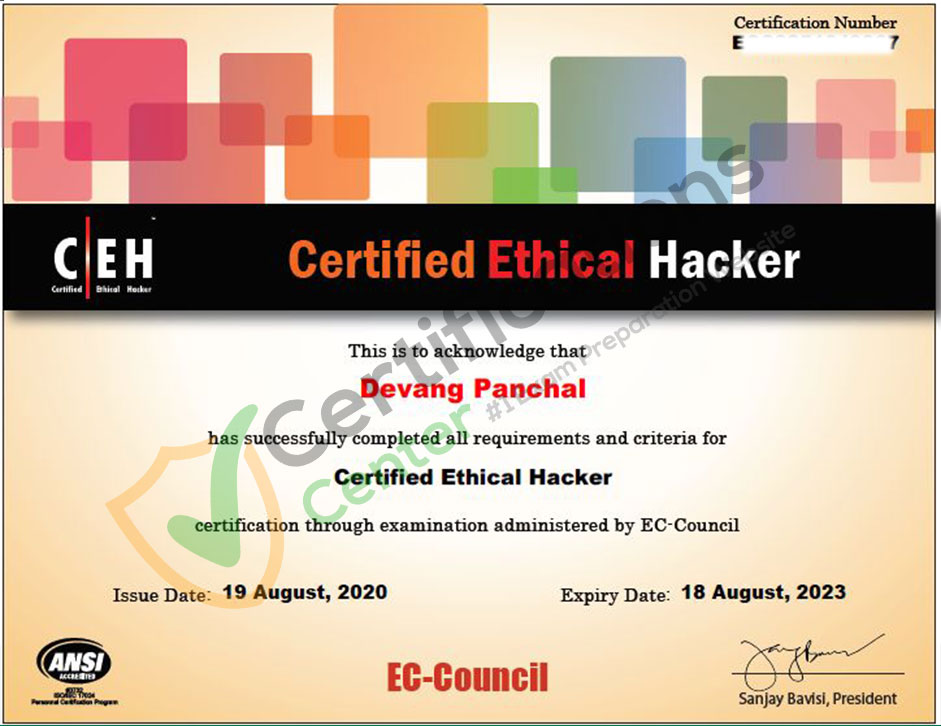 Certification Number
E 7
C|EH
™
Certified Ethical Hacker
Certified Ethical Hacker
This is to acknowledge that
Devang Panchal
has successfully completed all requirements and criteria for
Certified Ethical Hacker
certification through examination administered by EC-Council
Certifications
Center
#1 Exam Preparation Website
Issue Date: 19 August, 2020
Expiry Date: 18 August, 2023
ANSI
ACCREDITED
ISO/IEC 17024
Personnel Certification Program
EC-Council
Sanjay Bavisi, President